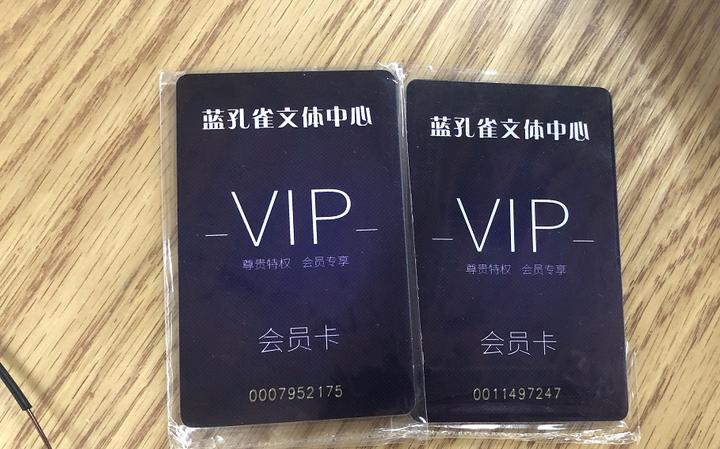 蓝孔雀文体中心
VIP
尊贵特权 会员专享
会员卡
0007952175
蓝孔雀文体中心
VIP
尊贵特权 会员专享
会员卡
0011497247